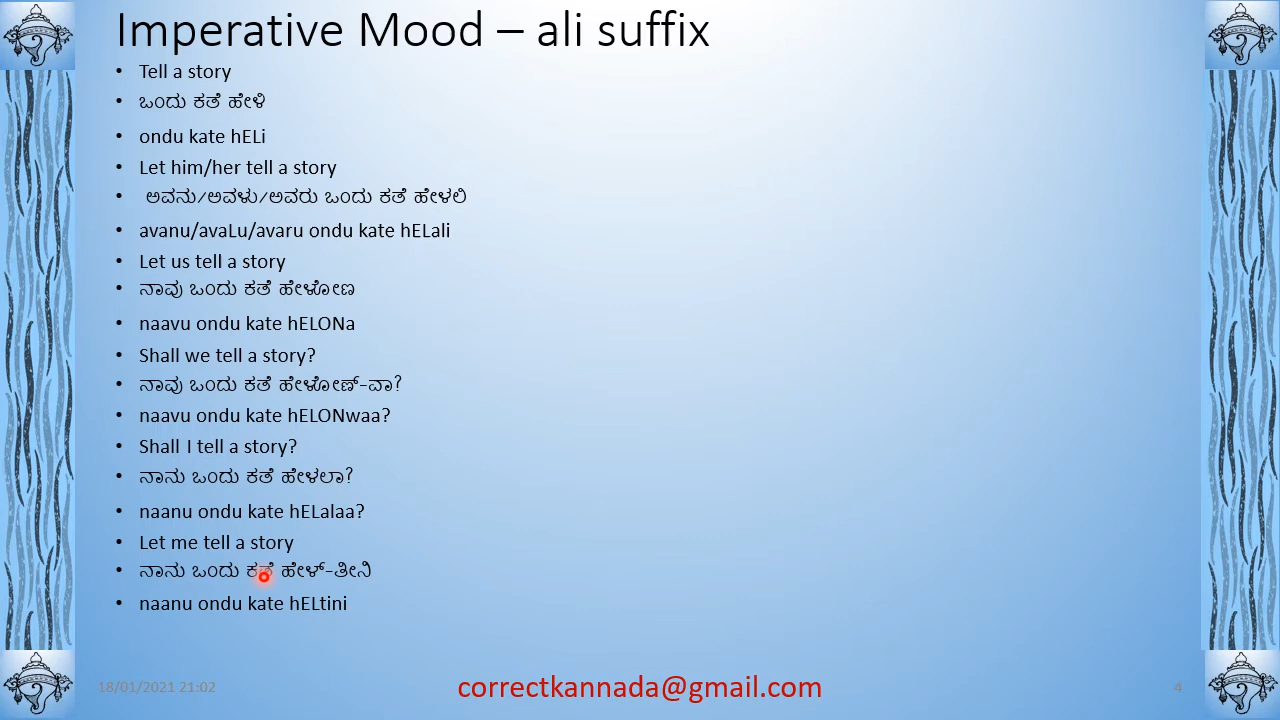 Imperative Mood – ali suffix
• Tell a story
• ಒಂದು ಕತೆ ಹೇಳಿ
• ondu kate hELi
• Let him/her tell a story
• ಅವನು/ಅವಳು/ಅವರು ಒಂದು ಕತೆ ಹೇಳಲಿ
• avanu/avaLu/avaru ondu kate hELali
• Let us tell a story
• ನಾವು ಒಂದು ಕತೆ ಹೇಳೋಣ
• naavu ondu kate hELONa
• Shall we tell a story?
• ನಾವು ಒಂದು ಕತೆ ಹೇಳೋಣ್-ವಾ?
• naavu ondu kate hELONwaa?
• Shall I tell a story?
• ನಾನು ಒಂದು ಕತೆ ಹೇಳಲಾ?
• naanu ondu kate hELalaa?
• Let me tell a story
• ನಾನು ಒಂದು ಕತೆ ಹೇಳ್-ತೀನಿ
• naanu ondu kate hELtini
18/01/2021 21:02
correctkannada@gmail.com
4